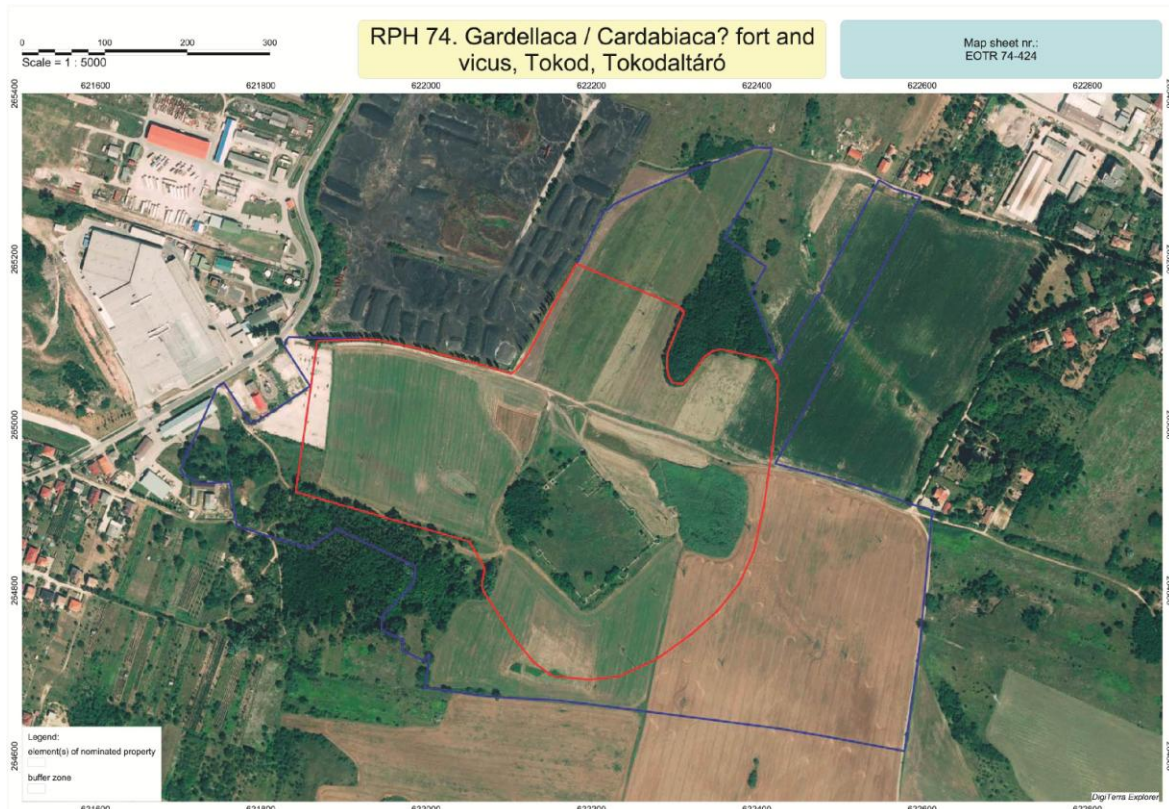 RPH 74. Gardellaca / Cardabiaca? fort and
vicus, Tokod, Tokodaltáró
Map sheet nr.:
EOTR 74-424
0 100 200 300
Scale = 1 : 5000
621600 621800 622000 622200 622400 622600 622800
265400
265200
265000
264800
264600
Legend:
element(s) of nominated property
buffer zone
DigiTerra Explorer